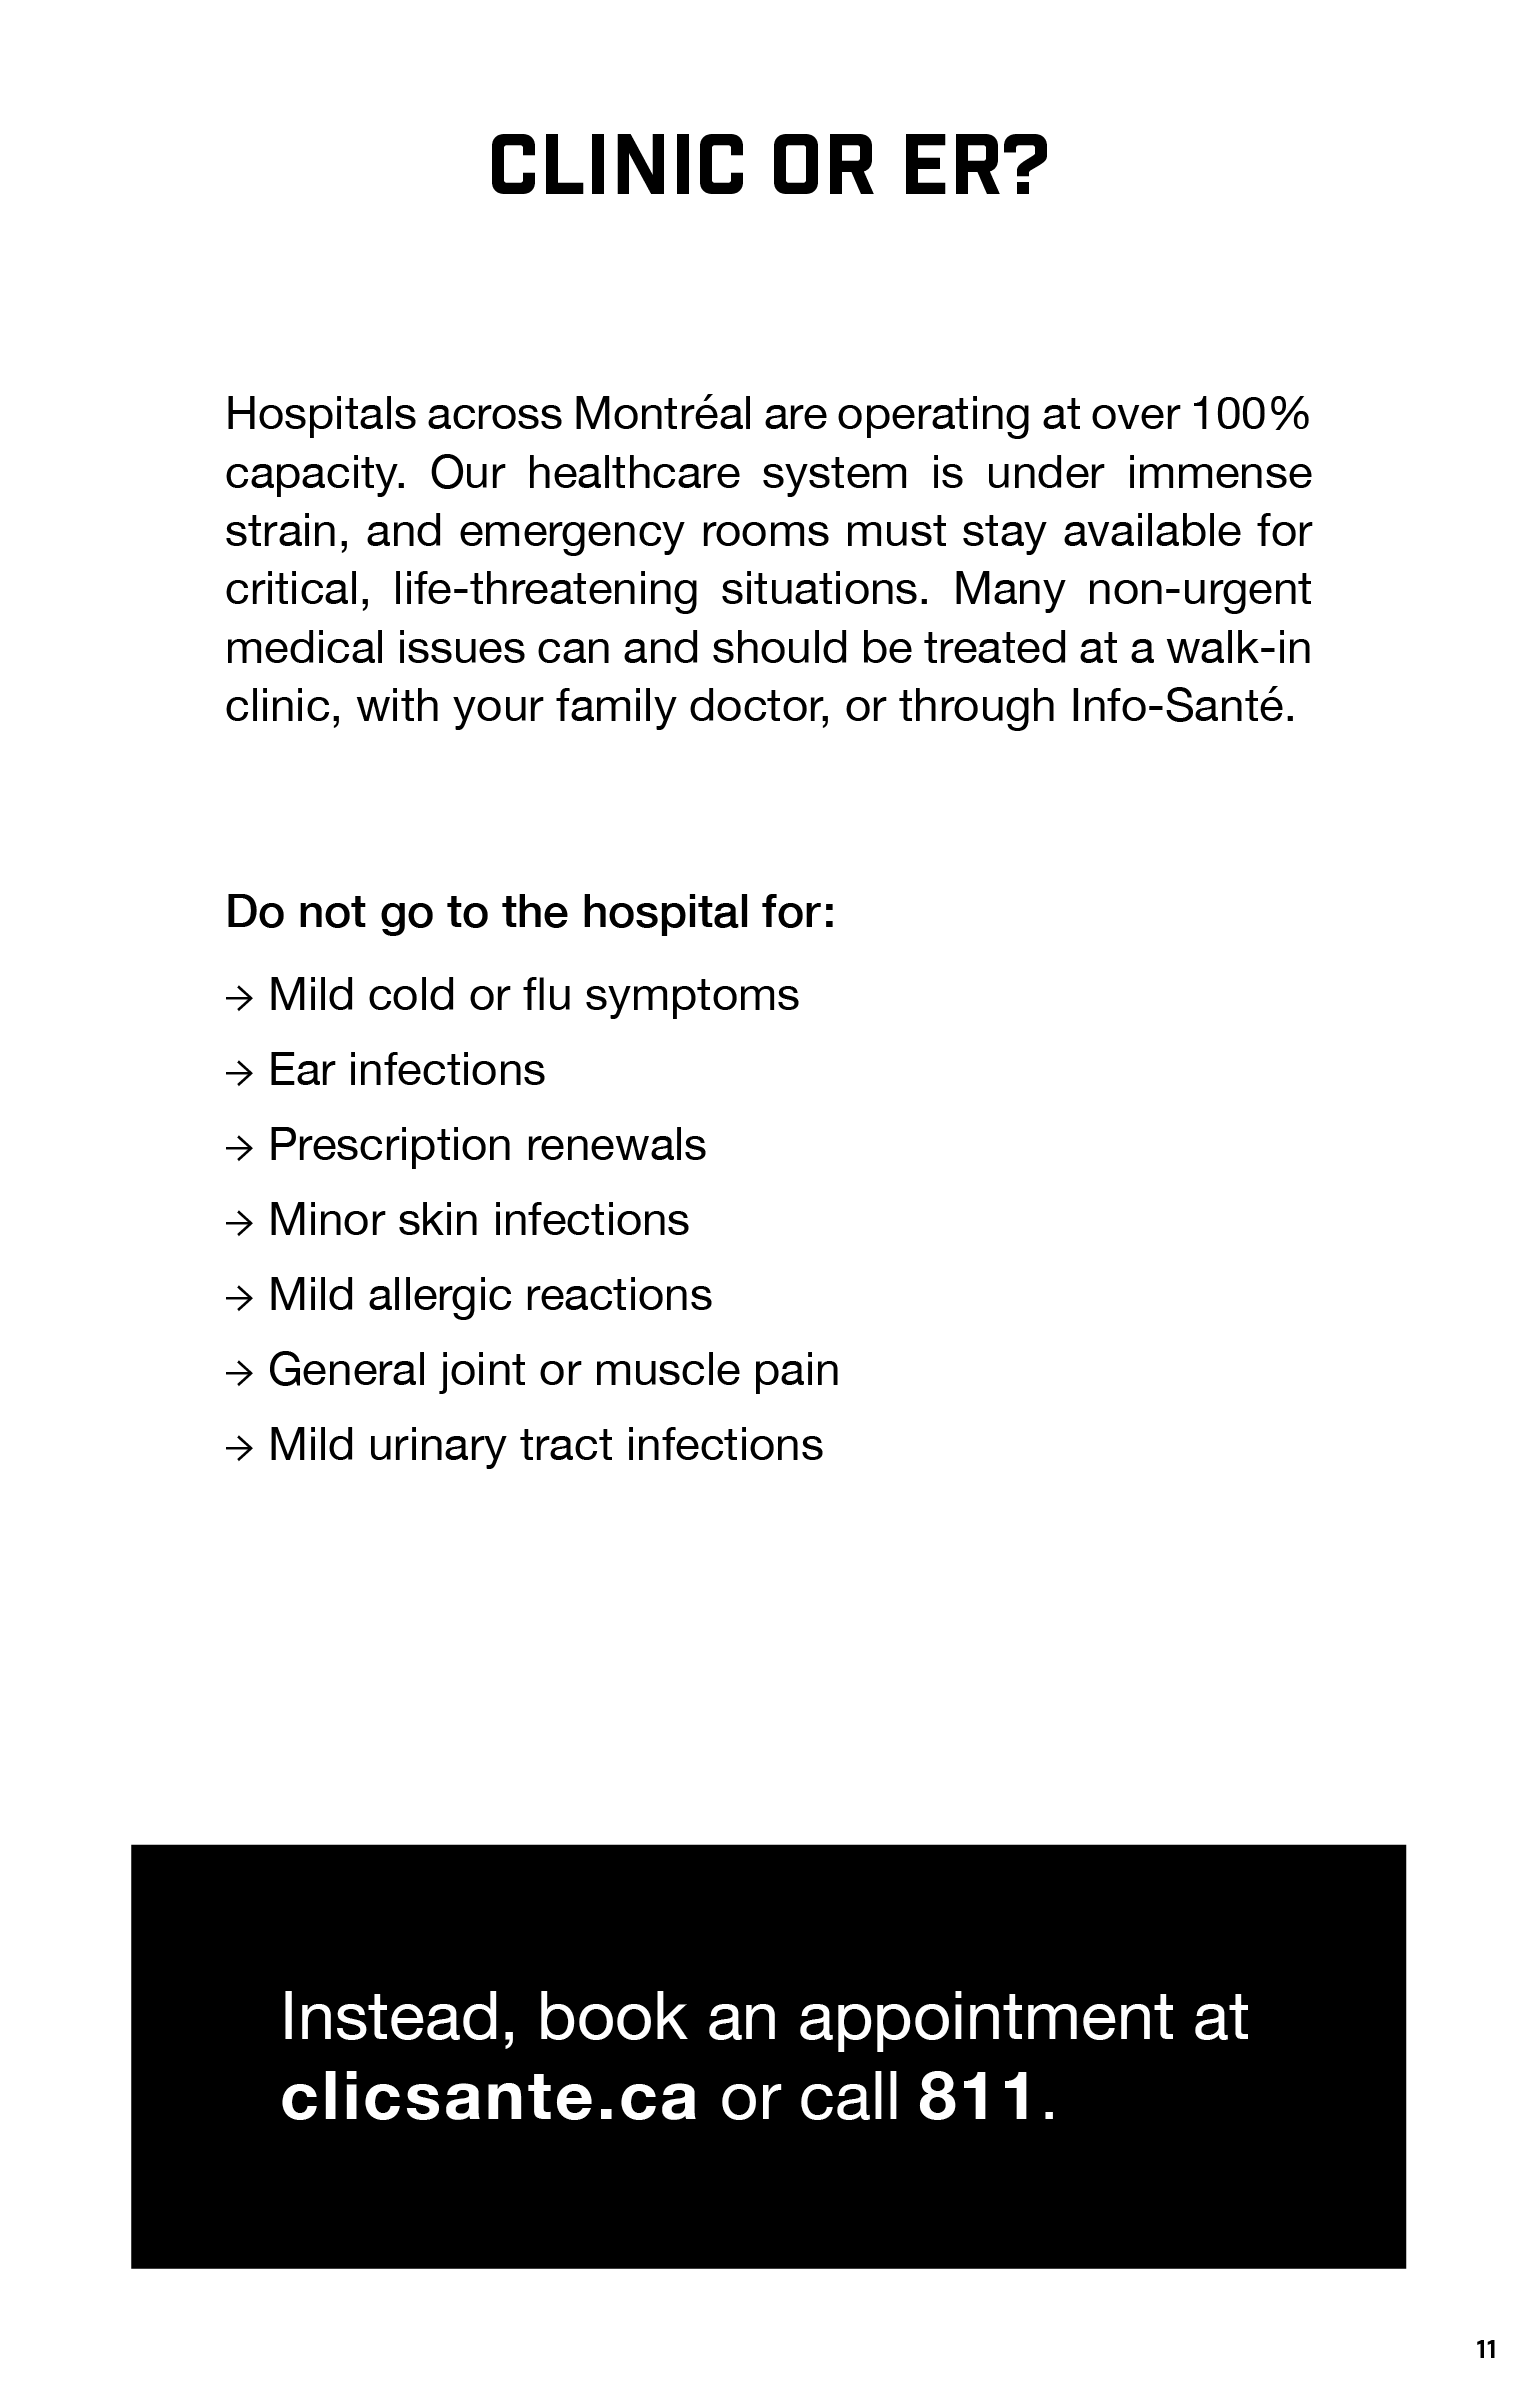 CLINIC OR ER?
Hospitals across Montréal are operating at over 100%
capacity. Our healthcare system is under immense
strain, and emergency rooms must stay available for
critical, life-threatening situations. Many non-urgent
medical issues can and should be treated at a walk-in
clinic, with your family doctor, or through Info-Santé.
Do not go to the hospital for:
→ Mild cold or flu symptoms
→ Ear infections
→ Prescription renewals
→ Minor skin infections
→ Mild allergic reactions
→ General joint or muscle pain
→ Mild urinary tract infections
Instead, book an appointment at
clicsante.ca or call 811.
11